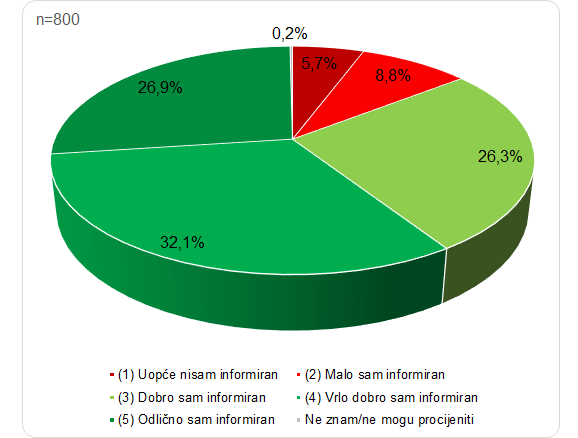 n=800
0,2%
5,7%
8,8%
26,9%
26,3%
32,1%
(1) Uopće nisam informiran
(2) Malo sam informiran
(3) Dobro sam informiran
(4) Vrlo dobro sam informiran
(5) Odlično sam informiran
Ne znam/ne mogu procijeniti